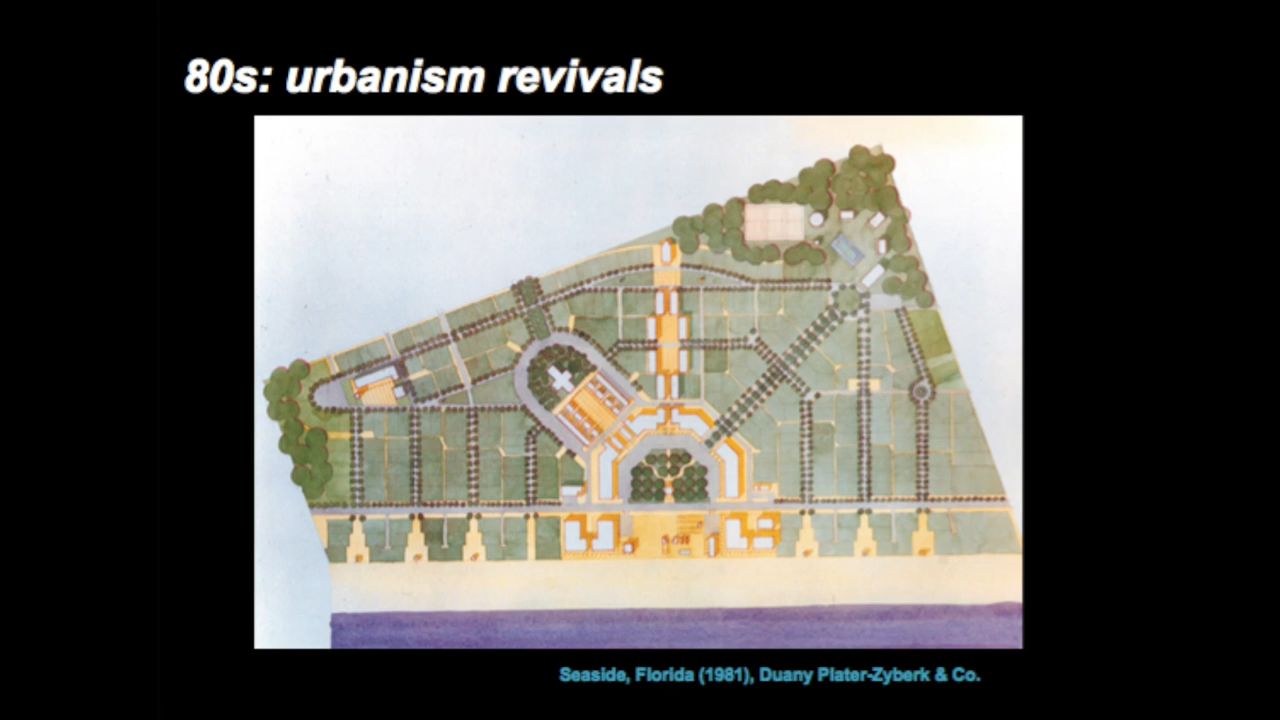 80s: urbanism revivals
Seaside, Florida (1981), Duany Plater-Zyberk & Co.